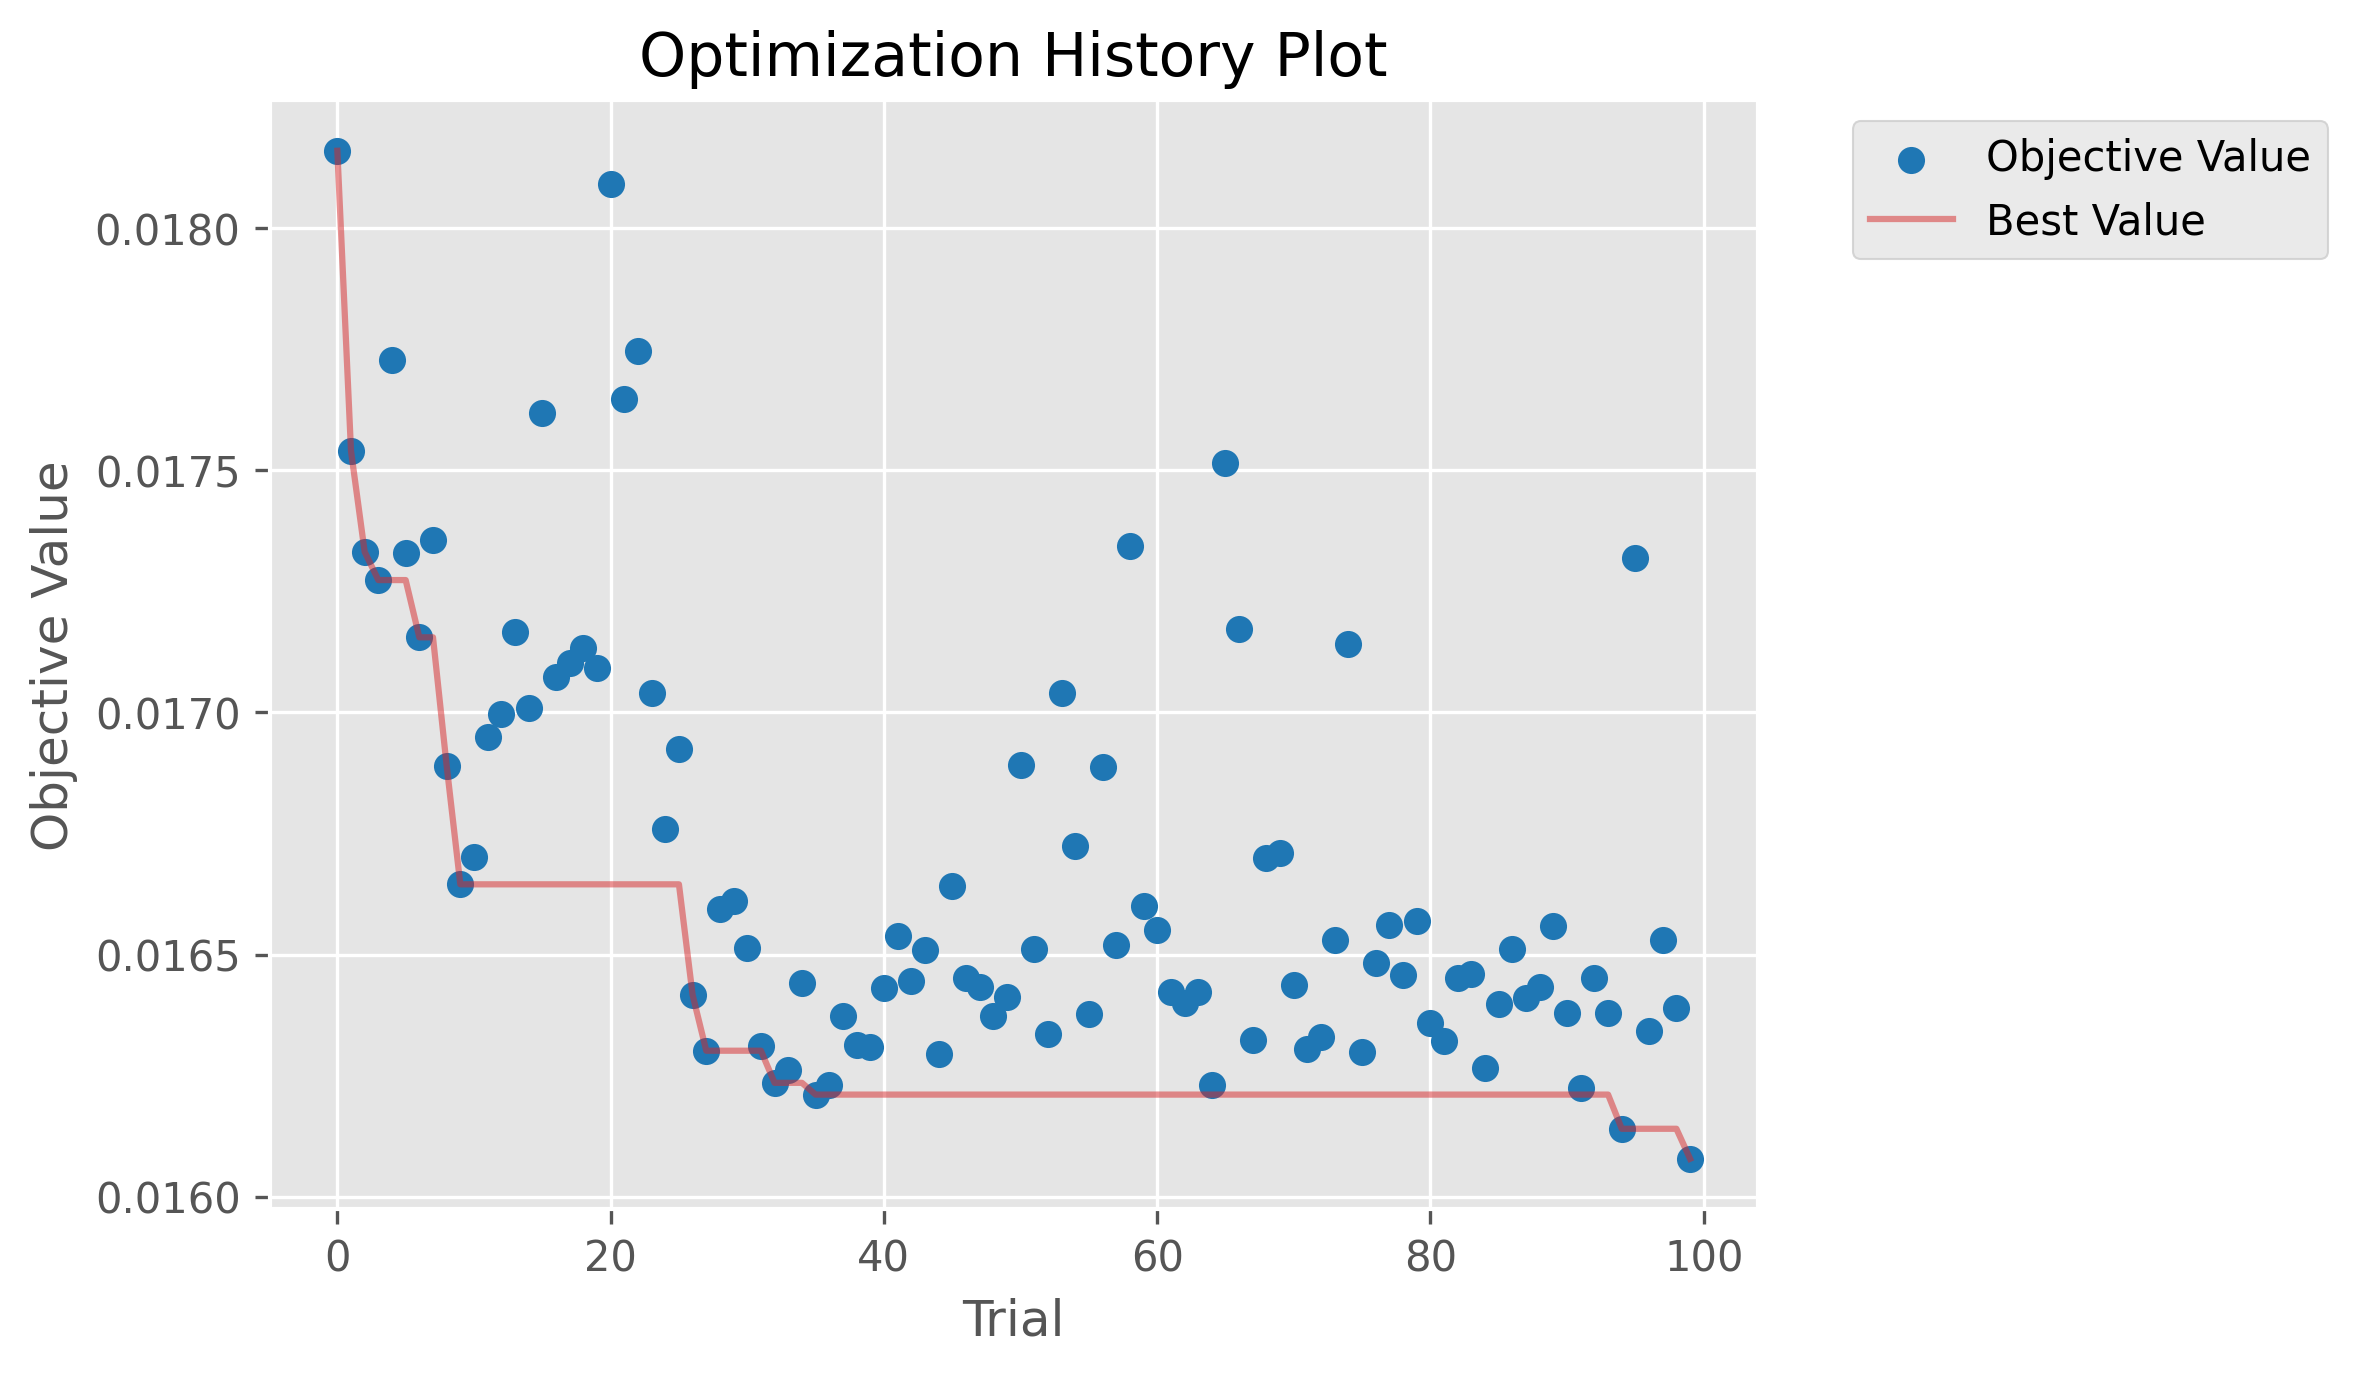 Optimization History Plot
Objective Value
Best Value
0.0180
0.0175
0.0170
0.0165
0.0160
Objective Value
0 20 40 60 80 100
Trial